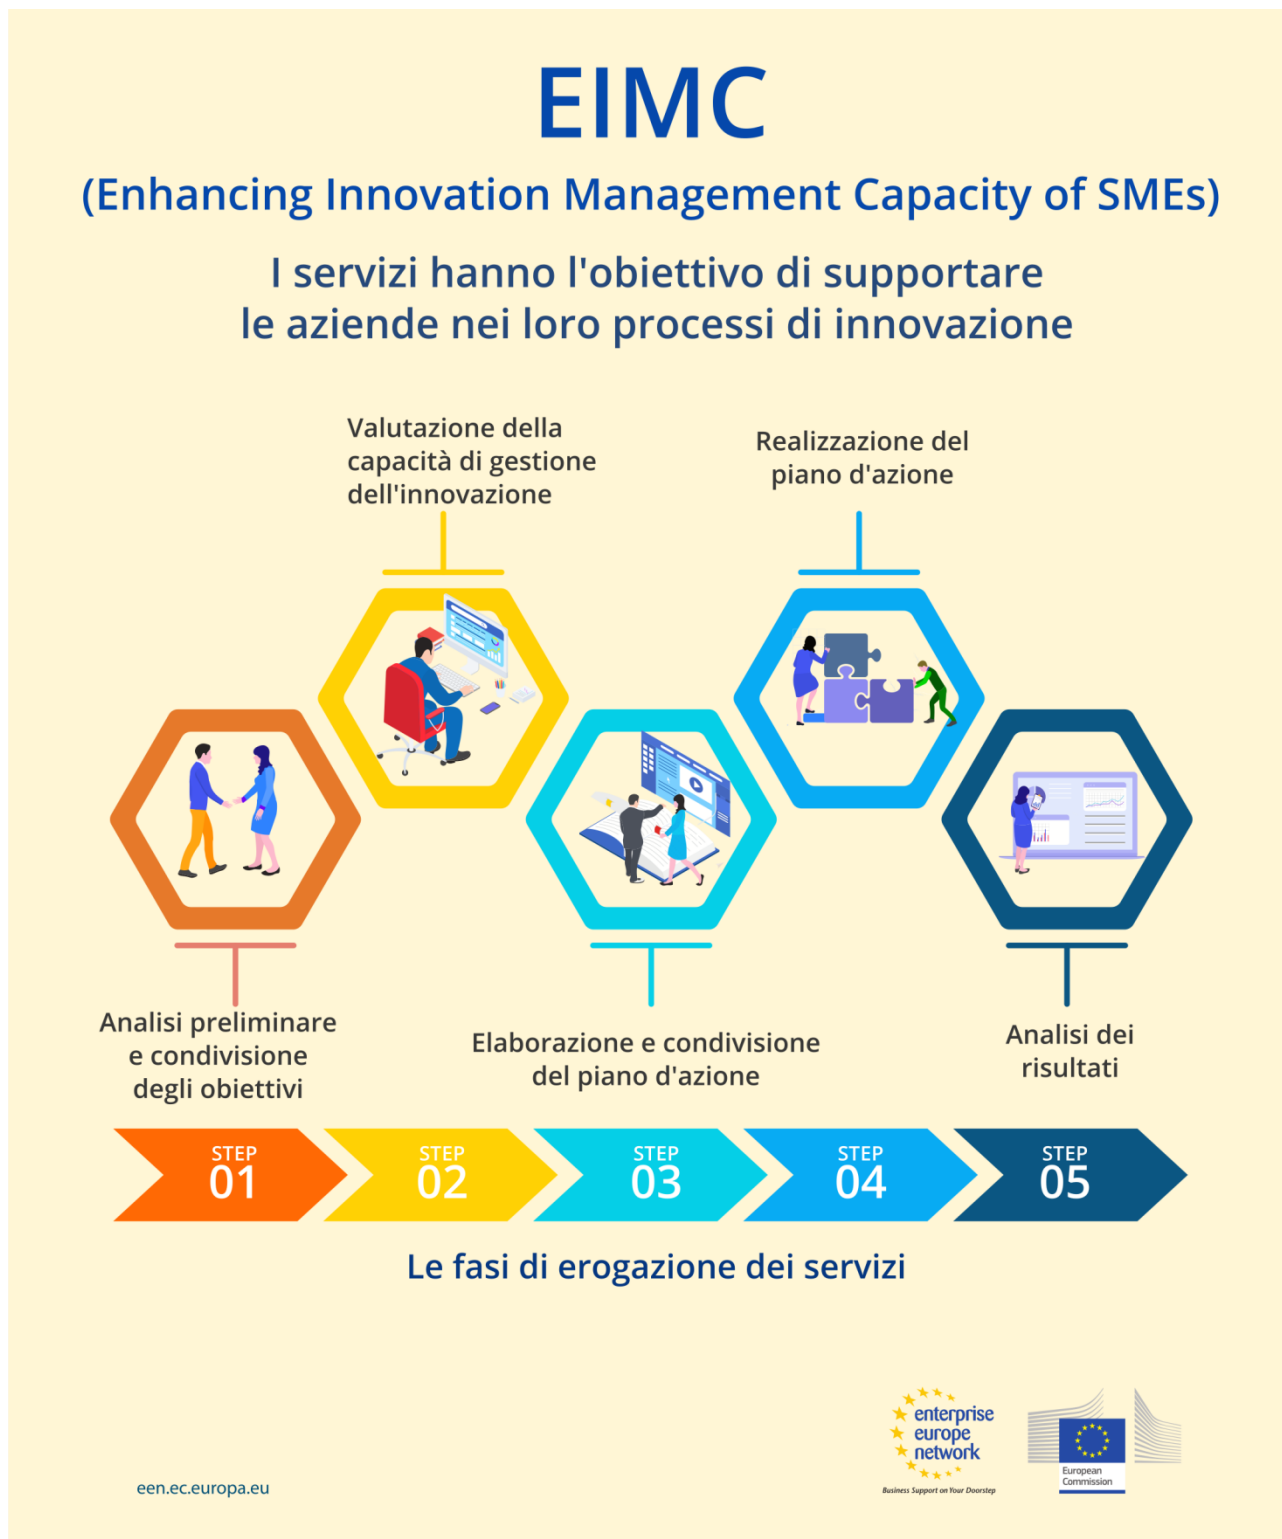 EIMC
(Enhancing Innovation Management Capacity of SMEs)
I servizi hanno l'obiettivo di supportare
le aziende nei loro processi di innovazione
Valutazione della
capacità di gestione
dell'innovazione
Realizzazione del
piano d'azione
Analisi preliminare
e condivisione
degli obiettivi
Elaborazione e condivisione
del piano d'azione
Analisi dei
risultati
STEP
01
STEP
02
STEP
03
STEP
04
STEP
05
Le fasi di erogazione dei servizi
een.ec.europa.eu
enterprise
europe
network
Business Support on Your Doorstep
European
Commission